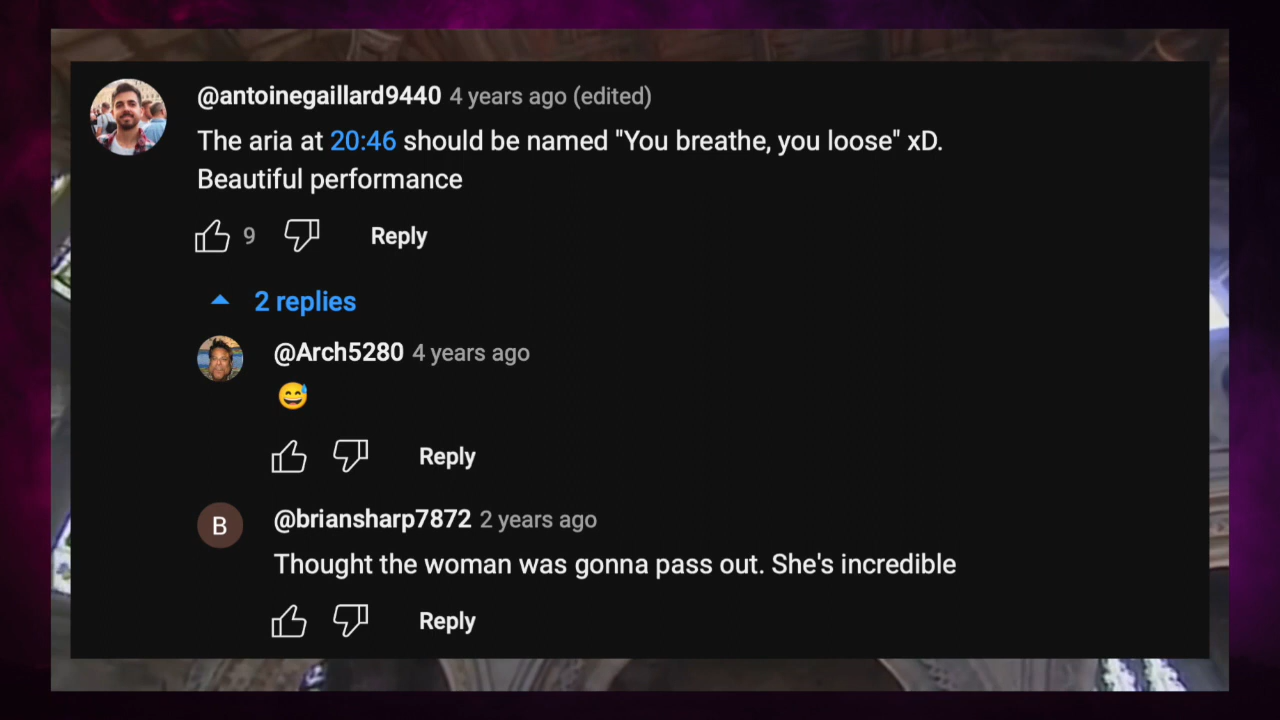 @antoinegaillard9440 4 years ago (edited)
The aria at 20:46 should be named "You breathe, you loose" xD.
Beautiful performance
9 Reply
2 replies
@Arch5280 4 years ago
😅
Reply
B @briansharp7872 2 years ago
Thought the woman was gonna pass out. She's incredible
Reply